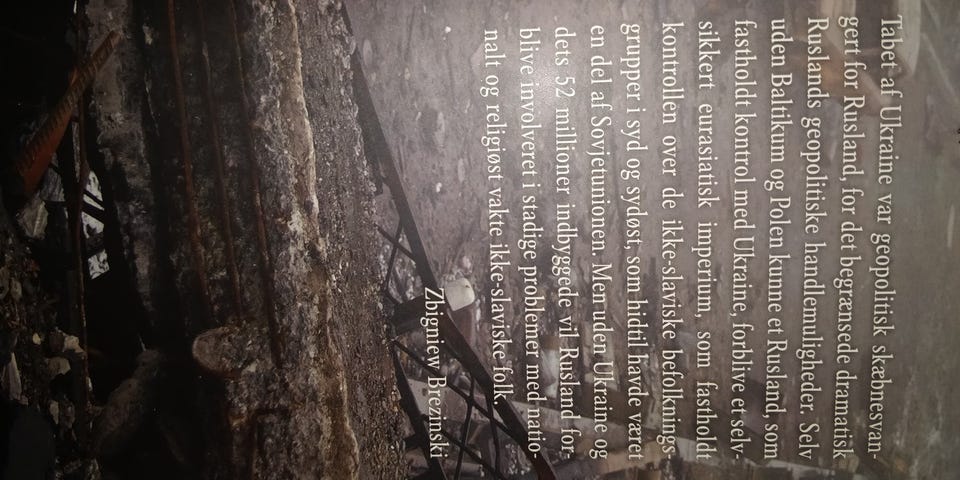 Tabet af Ukraine var geopolitisk skæbnesvan-
gert for Rusland, for det begrænsede dramatisk
Ruslands geopolitiske handlemuligheder. Selv
uden Baltikum og Polen kunne et Rusland, som
fastholdt kontrol med Ukraine, forblive et selv-
sikkert eurasiatisk imperium, som fastholdt
kontrollen over de ikke-slaviske befolknings-
grupper i syd og sydøst, som hidtil havde været
en del af Sovjetunionen. Men uden Ukraine og
dets 52 millioner indbyggede vil Rusland for-
blive involveret i stadige problemer med natio-
nalt og religiøst vakte ikke-slaviske folk.
Zbigniew Brezinski